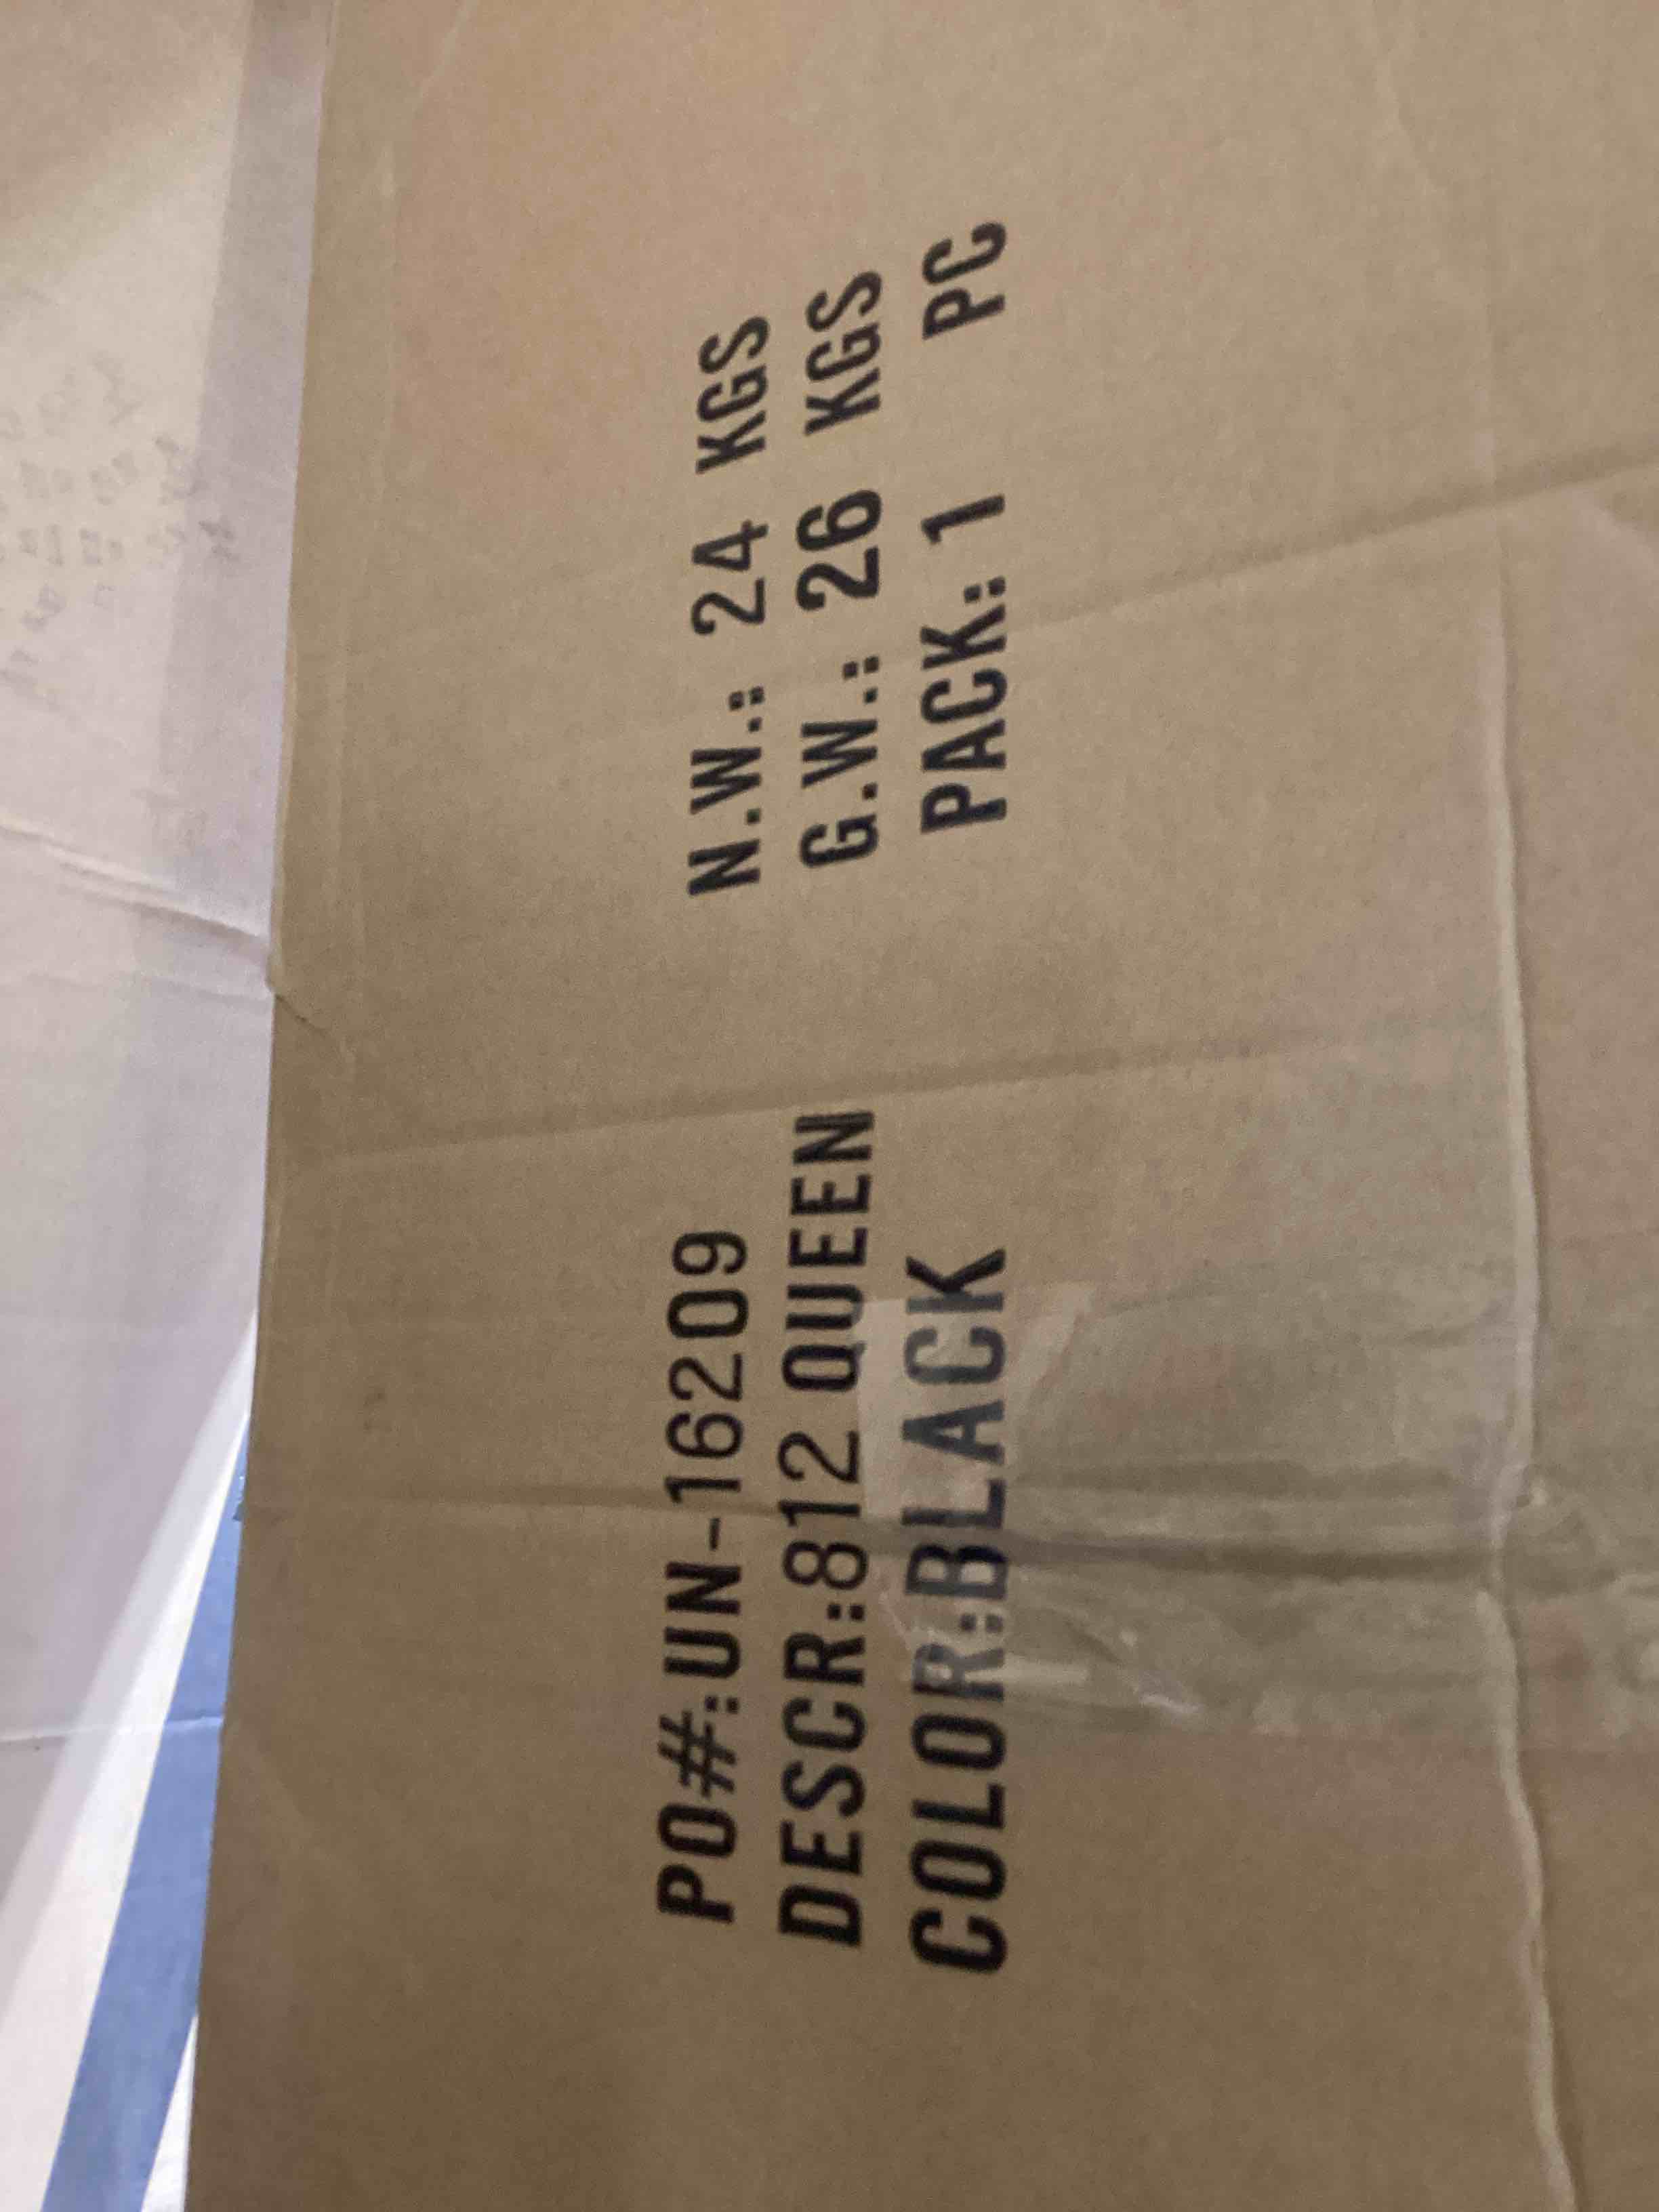 PO#:UN-16209
DESCR:812 QUEEN
COLOR:BLACK
N.W.: 24 KGS
G.W.: 26 KGS
PACK: 1 PC